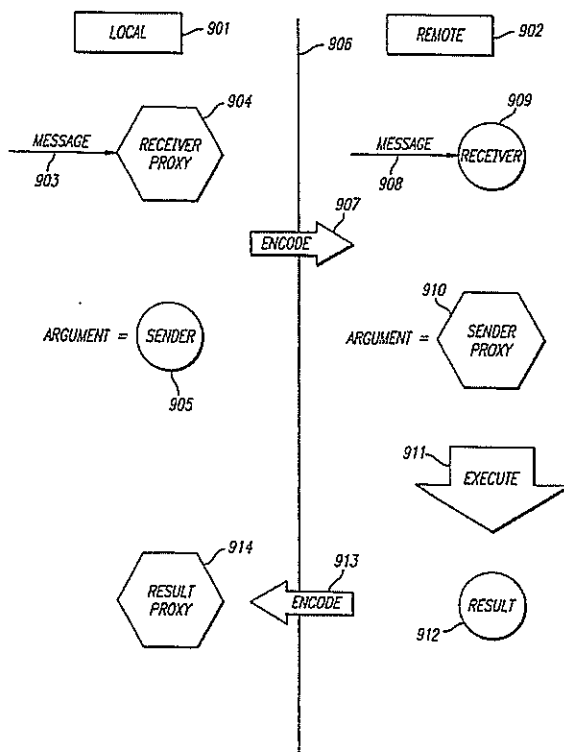 LOCAL 901
906
REMOTE 902
904
909
MESSAGE
903
RECEIVER
PROXY
MESSAGE
908
RECEIVER
907
ENCODE
910
ARGUMENT = SENDER
905
ARGUMENT = SENDER
PROXY
911
EXECUTE
914
913
RESULT
PROXY
ENCODE
RESULT
912